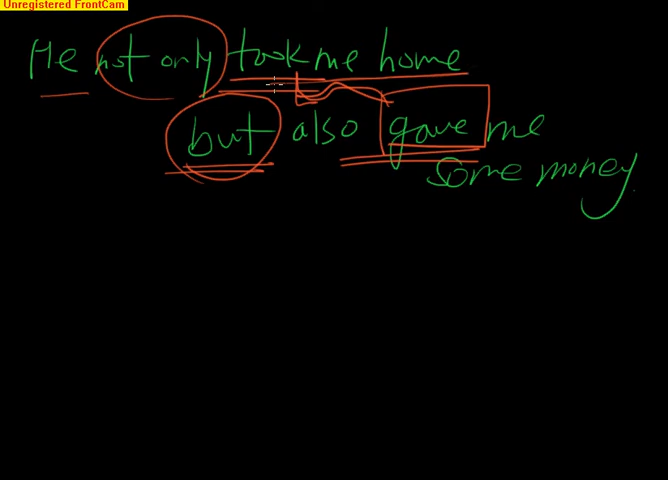 Unregistered FrontCam
He not only took me home
but also gave me
some money